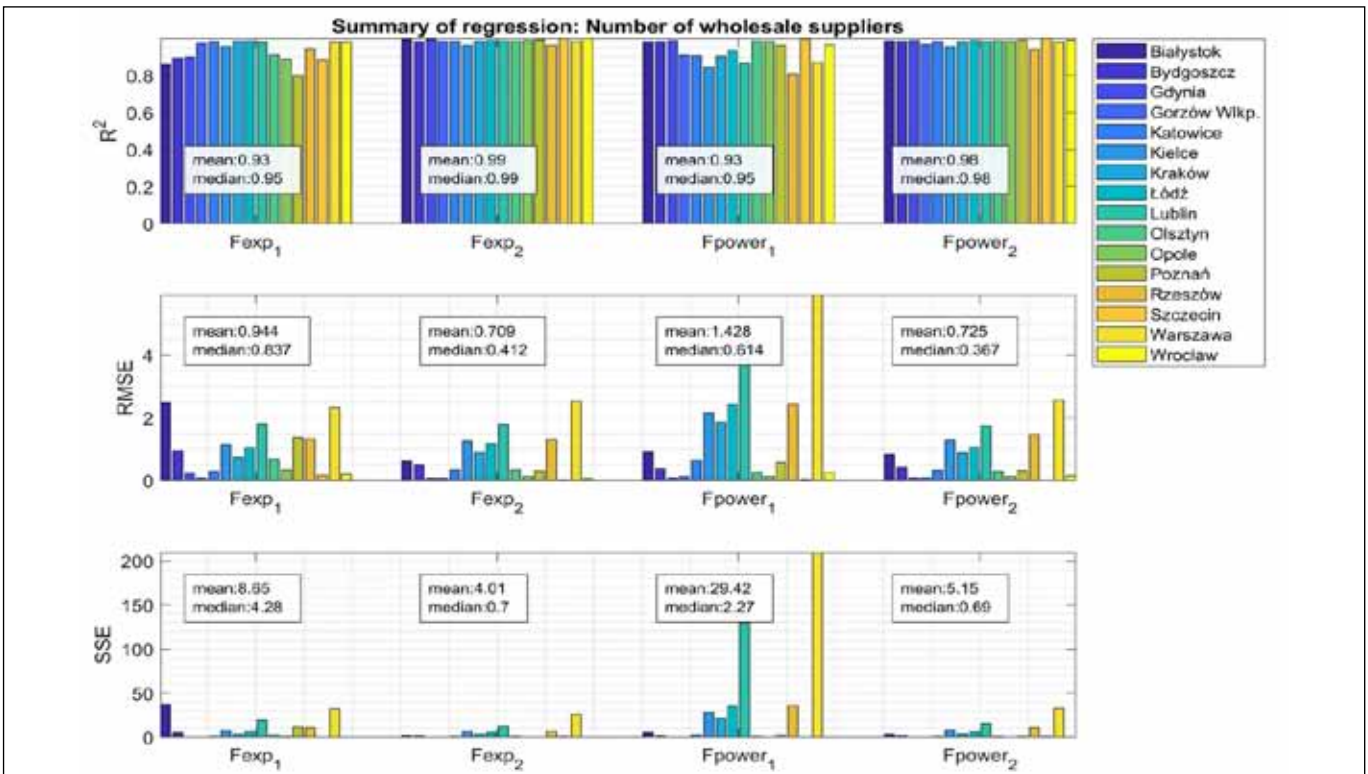 Summary of regression: Number of wholesale suppliers
R2
0.8
0.6
0.4
0.2
0
mean:0.93
median:0.95
mean:0.99
median:0.99
mean:0.93
median:0.95
mean:0.98
median:0.98
Fexp1
Fexp2
Fpower1
Fpower2
Białystok
Bydgoszcz
Gdynia
Gorzów Wlkp.
Katowice
Kielce
Kraków
Łódź
Lublin
Olsztyn
Opole
Poznań
Rzeszów
Szczecin
Warszawa
Wrocław
RMSE
4
2
0
mean:0.944
median:0.837
mean:0.709
median:0.412
mean:1.428
median:0.614
mean:0.725
median:0.367
Fexp1
Fexp2
Fpower1
Fpower2
SSE
200
150
100
50
0
mean:8.65
median:4.28
mean:4.01
median:0.7
mean:29.42
median:2.27
mean:5.15
median:0.69
Fexp1
Fexp2
Fpower1
Fpower2